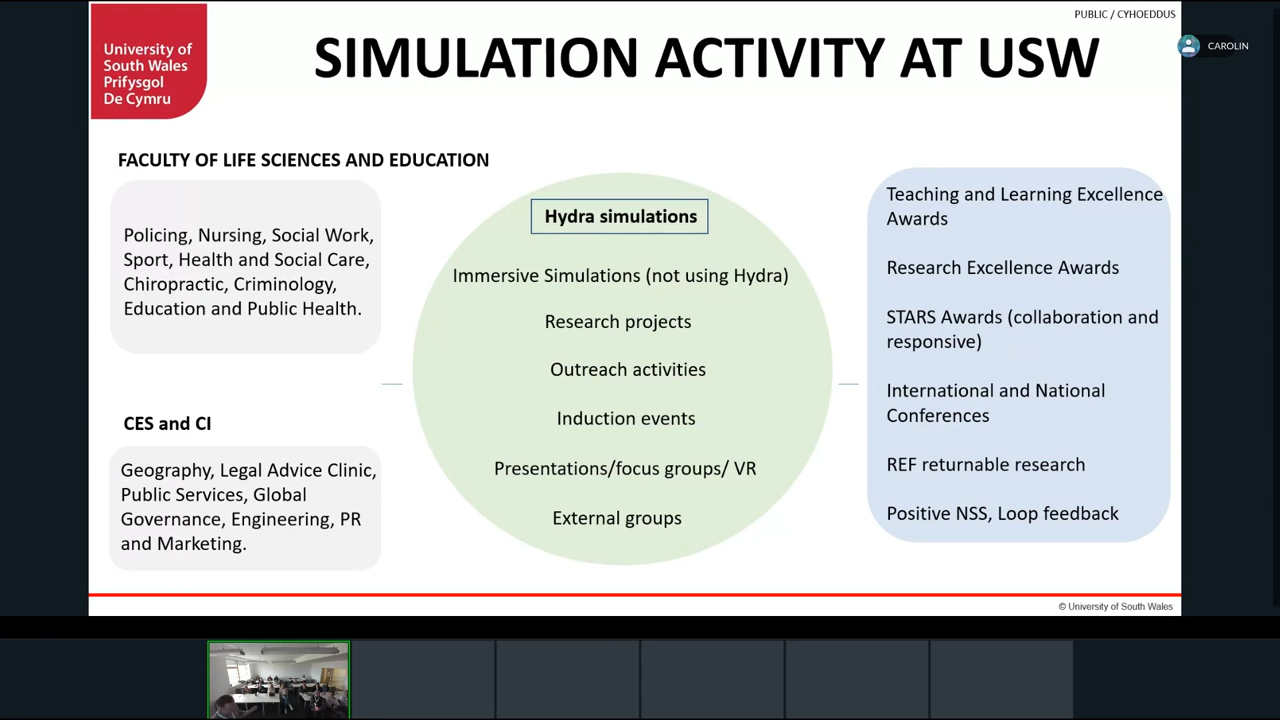 PUBLIC / CYHOEDDUS
University of
South Wales
Prifysgol
De Cymru
SIMULATION ACTIVITY AT USW
CAROLIN
FACULTY OF LIFE SCIENCES AND EDUCATION
Policing, Nursing, Social Work,
Sport, Health and Social Care,
Chiropractic, Criminology,
Education and Public Health.
CES and CI
Geography, Legal Advice Clinic,
Public Services, Global
Governance, Engineering, PR
and Marketing.
Hydra simulations
Immersive Simulations (not using Hydra)
Research projects
Outreach activities
Induction events
Presentations/focus groups/ VR
External groups
Teaching and Learning Excellence
Awards
Research Excellence Awards
STARS Awards (collaboration and
responsive)
International and National
Conferences
REF returnable research
Positive NSS, Loop feedback
© University of South Wales